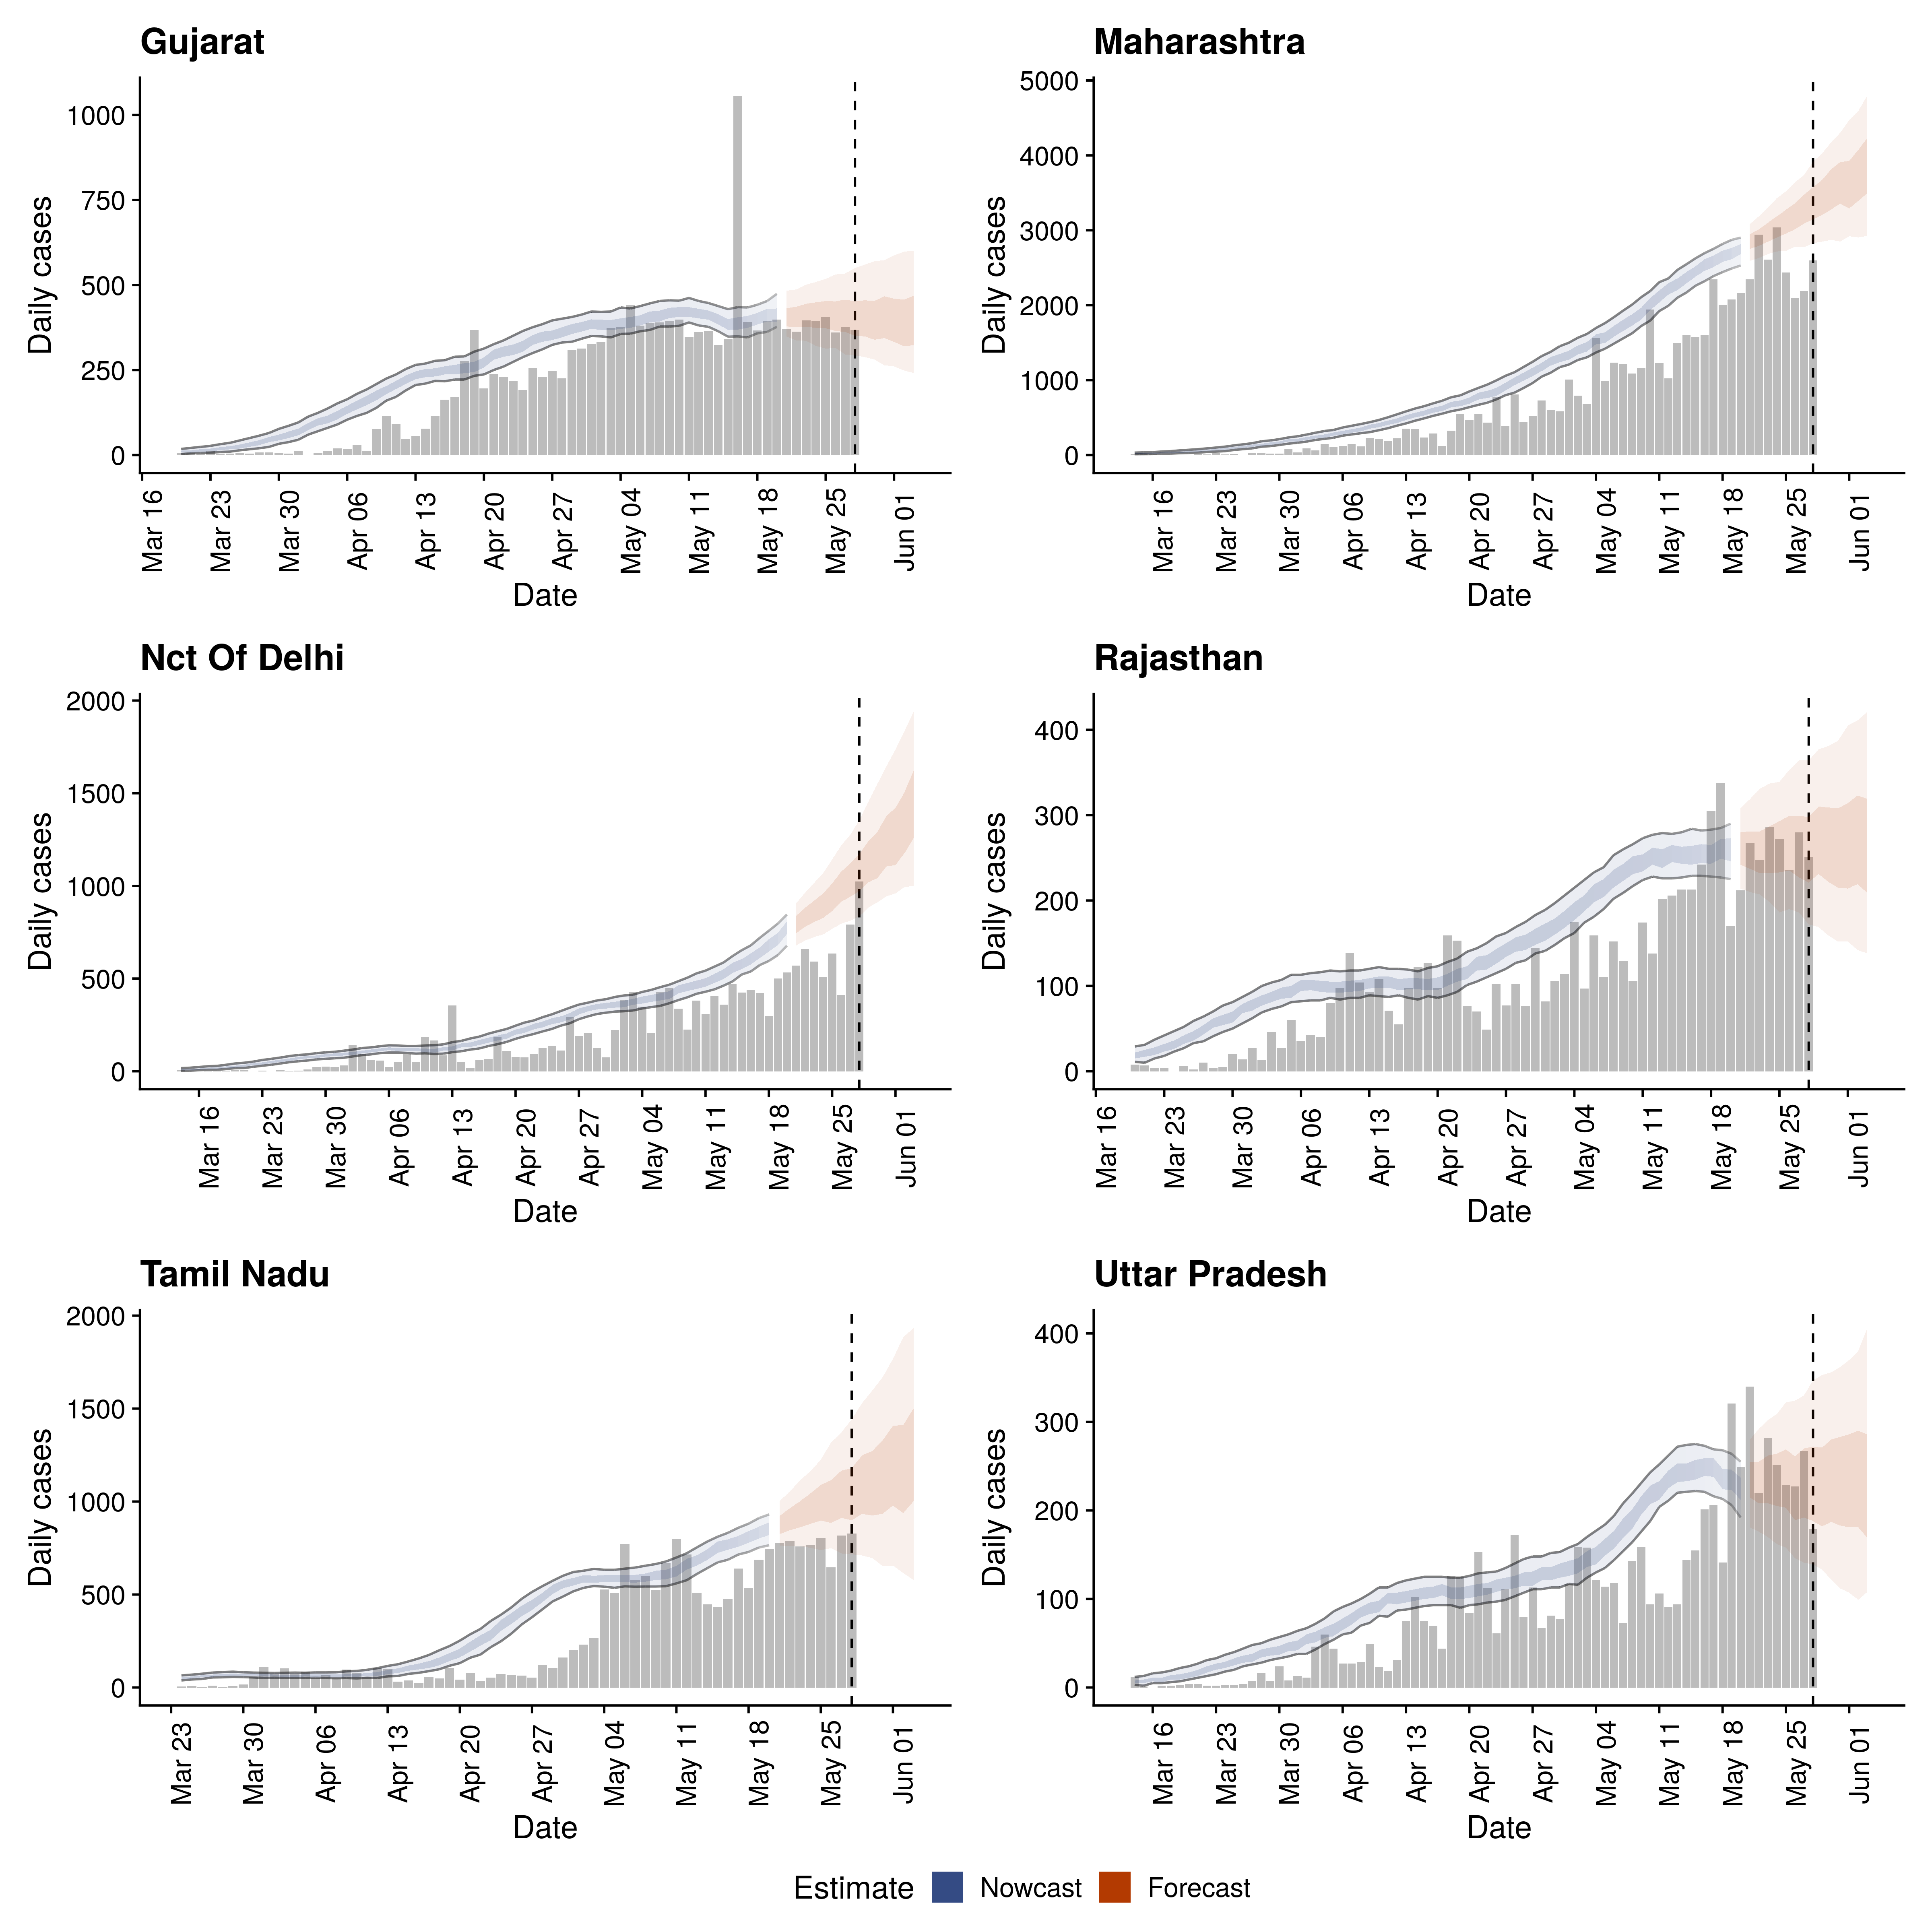 Gujarat
Daily cases
1000
750
500
250
0
Mar 16
Mar 23
Mar 30
Apr 06
Apr 13
Apr 20
Apr 27
May 04
May 11
May 18
May 25
Jun 01
Date
Maharashtra
Daily cases
5000
4000
3000
2000
1000
0
Mar 16
Mar 23
Mar 30
Apr 06
Apr 13
Apr 20
Apr 27
May 04
May 11
May 18
May 25
Jun 01
Date
Nct Of Delhi
Daily cases
2000
1500
1000
500
0
Mar 16
Mar 23
Mar 30
Apr 06
Apr 13
Apr 20
Apr 27
May 04
May 11
May 18
May 25
Jun 01
Date
Rajasthan
Daily cases
400
300
200
100
0
Mar 16
Mar 23
Mar 30
Apr 06
Apr 13
Apr 20
Apr 27
May 04
May 11
May 18
May 25
Jun 01
Date
Tamil Nadu
Daily cases
2000
1500
1000
500
0
Mar 23
Mar 30
Apr 06
Apr 13
Apr 20
Apr 27
May 04
May 11
May 18
May 25
Jun 01
Date
Uttar Pradesh
Daily cases
400
300
200
100
0
Mar 16
Mar 23
Mar 30
Apr 06
Apr 13
Apr 20
Apr 27
May 04
May 11
May 18
May 25
Jun 01
Date
Estimate Nowcast Forecast